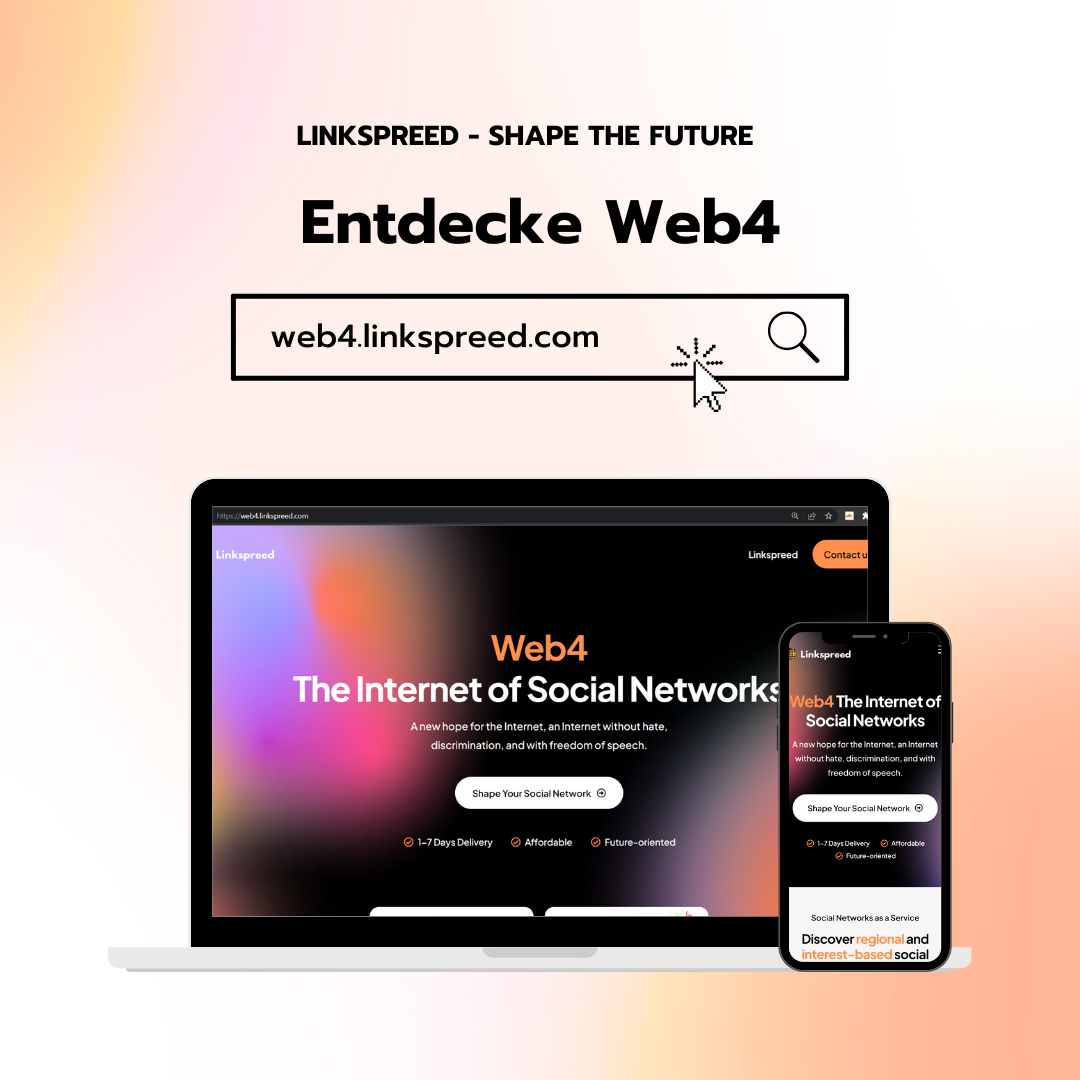 LINKSPREED - SHAPE THE FUTURE
Entdecke Web4
web4.linkspreed.com
https://web4.linkspreed.com
Linkspreed
Linkspreed
Contact u
Web4
The Internet of Social Networks
A new hope for the Internet, an Internet without hate,
discrimination, and with freedom of speech.
Shape Your Social Network
1-7 Days Delivery
Affordable
Future-oriented
Linkspreed
Web4 The Internet of
Social Networks
A new hope for the Internet, an Internet
without hate, discrimination, and with
freedom of speech.
Shape Your Social Network
1-7 Days Delivery
Affordable
Future-oriented
Social Networks as a Service
Discover regional and
interest-based social